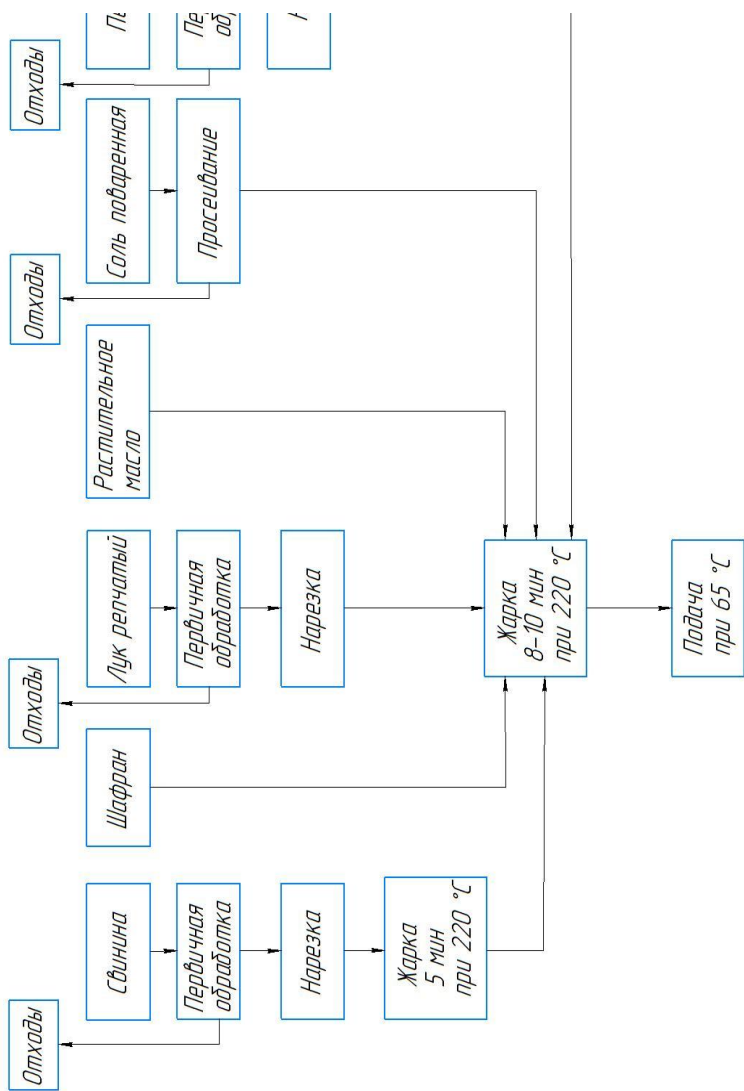 Отходы
Свинина
Первичная
обработка
Нарезка
Жарка
5 мин
при 220 °C
Шафран
Отходы
Лук репчатый
Первичная
обработка
Нарезка
Растительное
масло
Отходы
Соль поваренная
Просеивание
Отходы
Жарка
8-10 мин
при 220 °C
Подача
при 65 °C